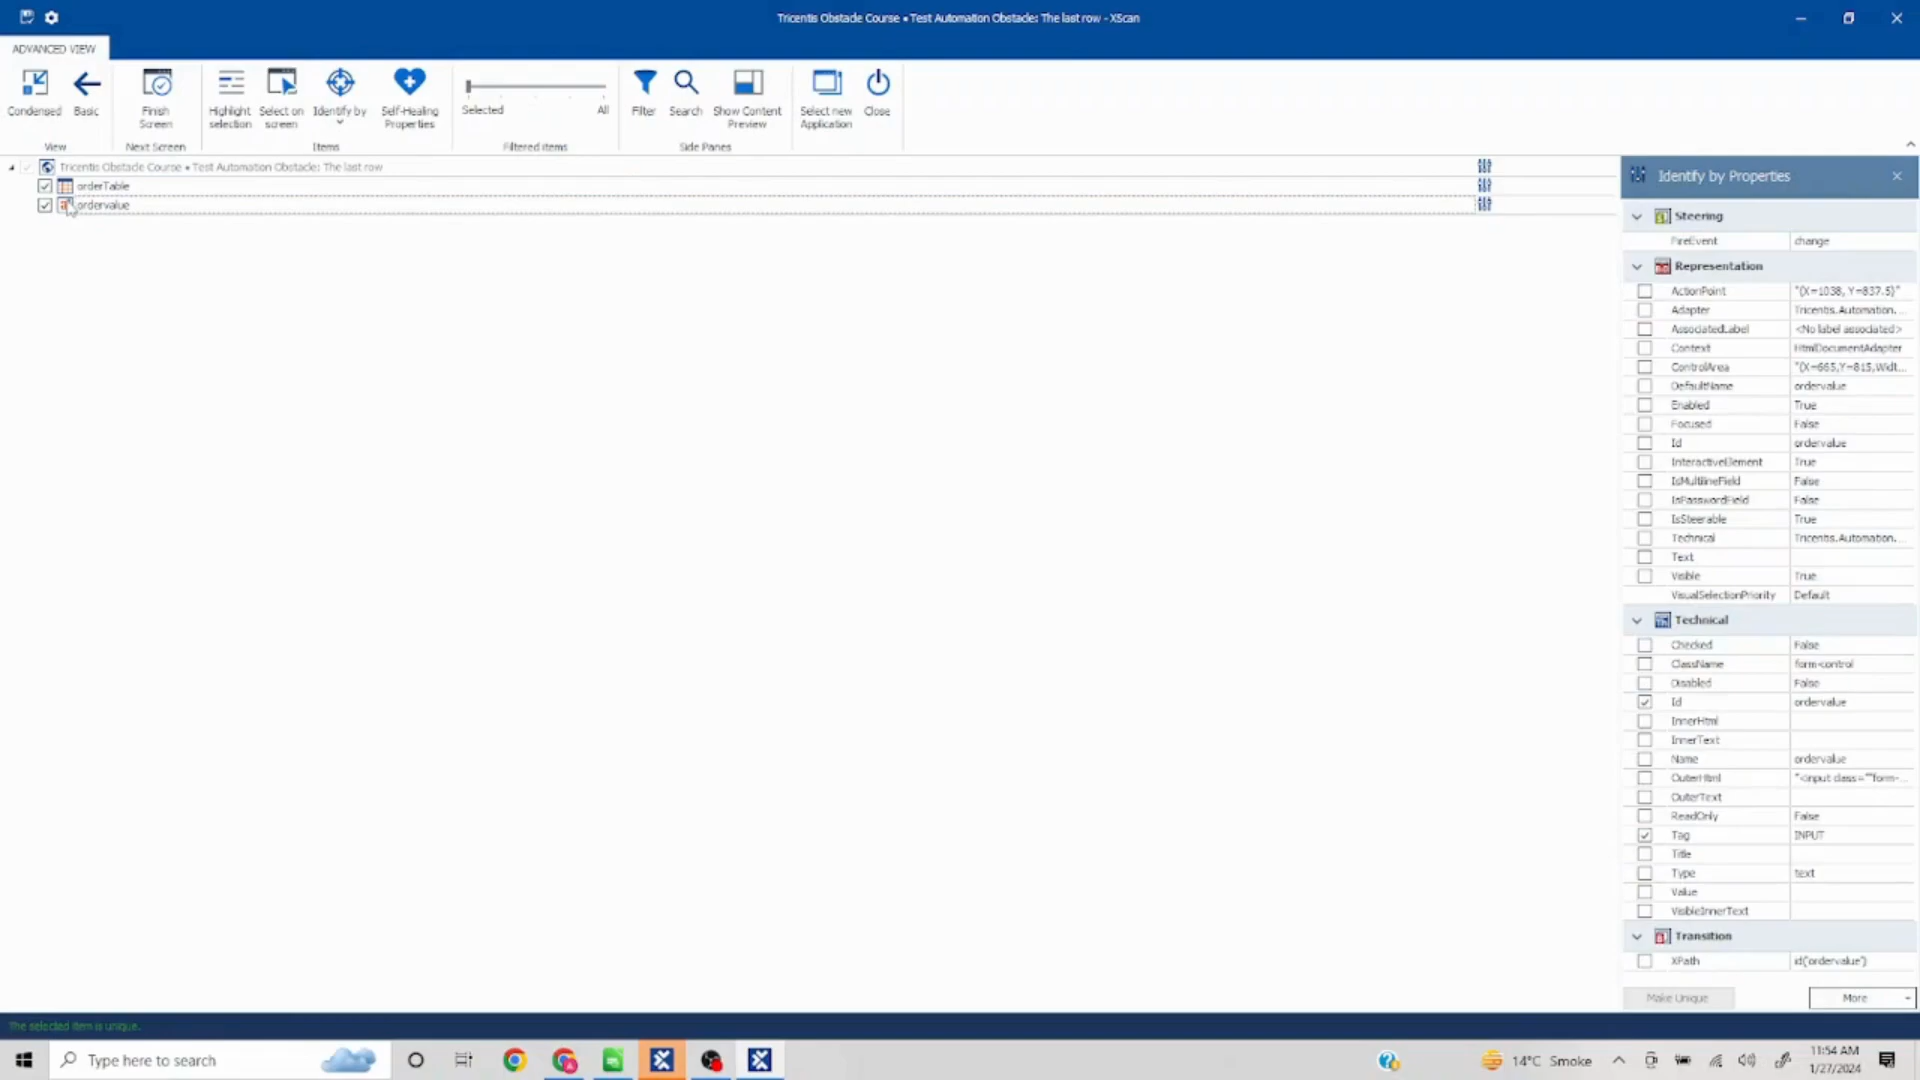 Tricentis Obstacle Course • Test Automation Obstacle: The last row - XScan
ADVANCED VIEW
Condensed
Basic
Finish Screen
Highlight selection
Select on screen
Identify by
Self-Healing Properties
Selected
All
Filter
Search
Show Content Preview
Select new Application
Close
View
Next Screen
Items
Filtered items
Side Panes
Tricentis Obstacle Course • Test Automation Obstacle: The last row
orderTable
ordervalue
Identify by Properties
Steering
FireEvent change
Representation
ActionPoint "{X=1038, Y=837.5}"
Adapter Tricentis.Automation....
AssociatedLabel <No label associated>
Context HtmlDocumentAdapter
ControlArea "{X=665,Y=815,Widt...
DefaultName ordervalue
Enabled True
Focused False
Id ordervalue
InteractiveElement True
IsMultilineField False
IsPasswordField False
IsSteerable True
Technical Tricentis.Automation....
Text
Visible True
VisualSelectionPriority Default
Technical
Checked False
ClassName form-control
Disabled False
Id ordervalue
InnerHtml
InnerText
Name ordervalue
OuterHtml "<input class=""form-...
OuterText
ReadOnly False
Tag INPUT
Title
Type text
Value
VisibleInnerText
Transition
XPath id('ordervalue')
Make Unique
More
The selected item is unique.
Type here to search
14°C Smoke
11:54 AM
1/27/2024